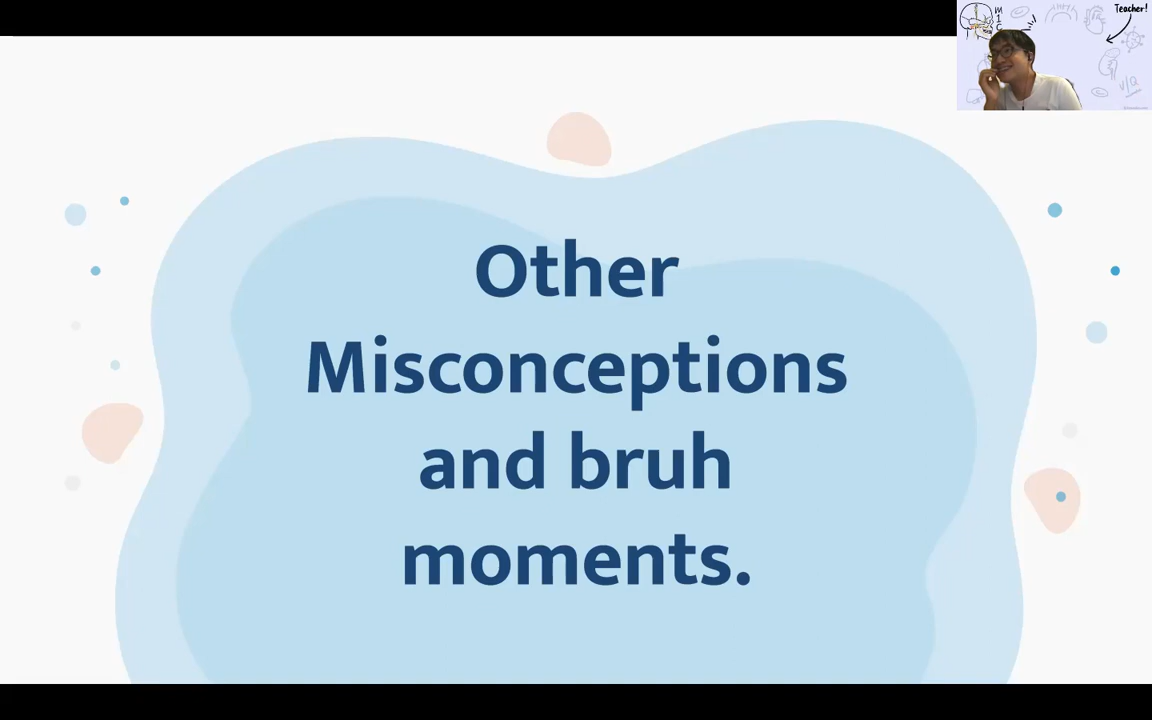 Teacher!
M
V/Q
Other
Misconceptions
and bruh
moments.